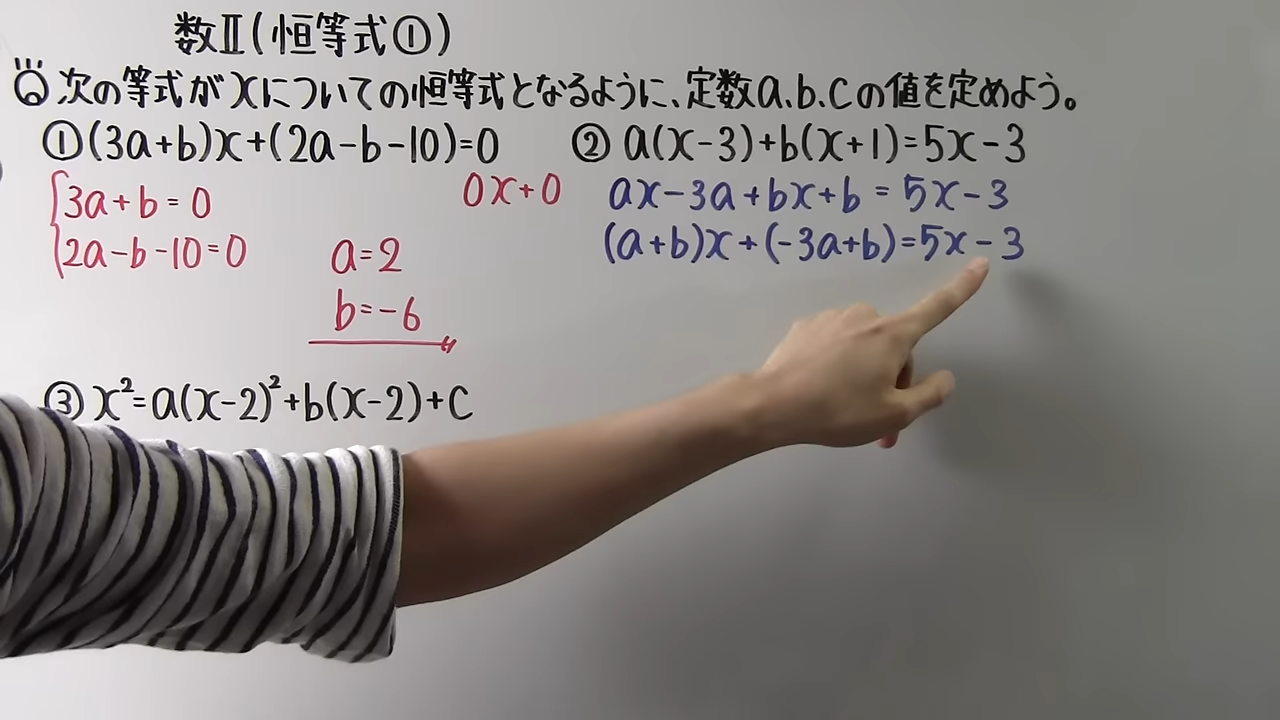 数Ⅱ(恒等式①)
Q 次の等式がxについての恒等式となるように、定数a、b、cの値を定めよう。
①(3a+b)x+(2a-b-10)=0
3a+b=0
0x+0
2a-b-10=0
a=2
b=-6
② a(x-3)+b(x+1)=5x-3
ax-3a+bx+b=5x-3
(a+b)x+(-3a+b)=5x-3
③ x²=a(x-2)²+b(x-2)+c